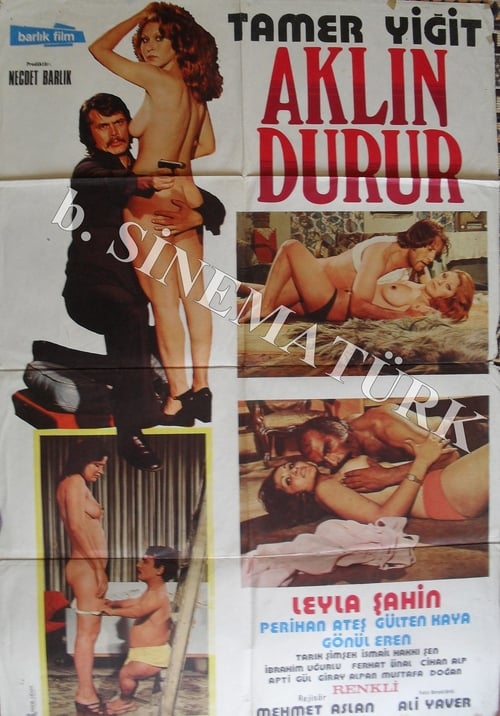 barlık film
Prodüktör:
NECDET BARLIK
TAMER YİĞİT
AKLIN
DURUR
b. SİNEMATÜRK
LEYLA ŞAHİN
PERİHAN ATEŞ GÜLTEN KAYA
GÖNÜL EREN
TARIK ŞİMŞEK İSMAİL HAKKI ŞEN
İBRAHİM UĞURLU FERHAT ÜNAL CİHAN ALP
APTİ GÜL GİRAY ALPAN MUSTAFA DOĞAN
RENKLİ
Rejisör
MEHMET ASLAN
Foto Direktörü:
ALİ YAVER